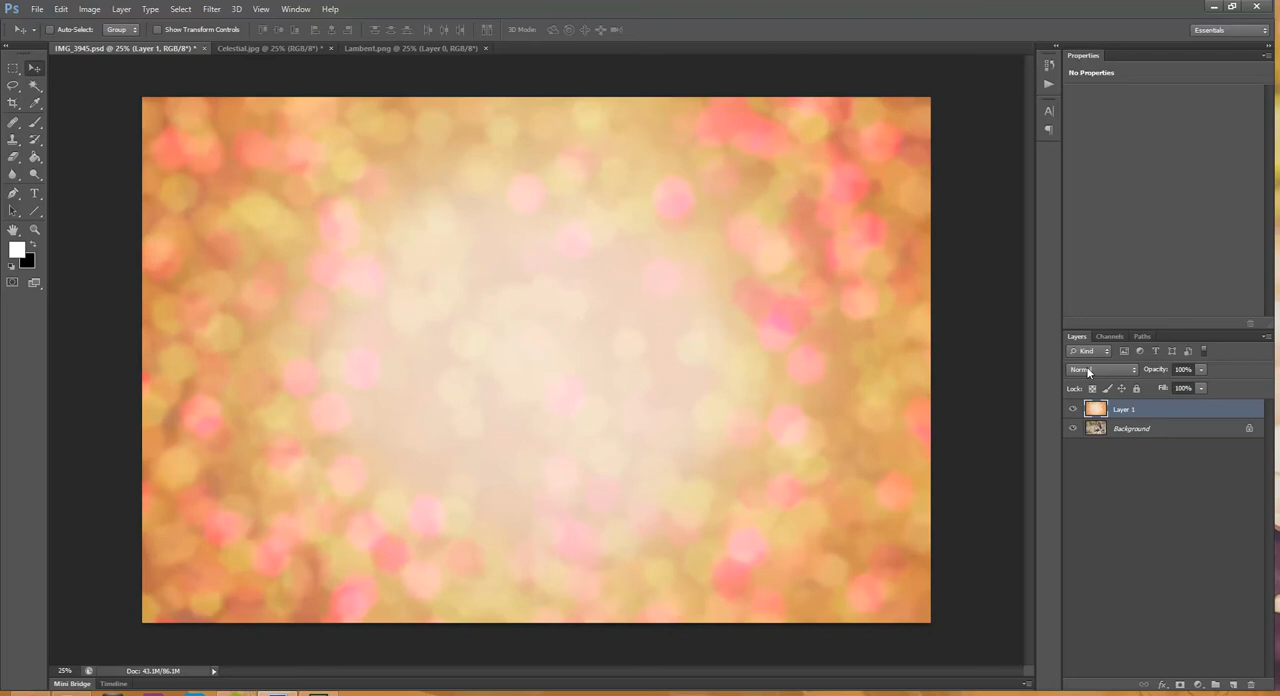 Ps File Edit Image Layer Type Select Filter 3D View Window Help
Auto-Select: Group Show Transform Controls 3D Mode: Essentials
IMG_3945.psd @ 25% (Layer 1, RGB/8*) * × Celestial.jpg @ 25% (RGB/8*) * × Lambent.png @ 25% (Layer 0, RGB/8*) ×
Properties
No Properties
Layers Channels Paths
Kind
Normal Opacity: 100%
Lock: Fill: 100%
Layer 1
Background
25% Doc: 43.1M/86.1M
Mini Bridge Timeline